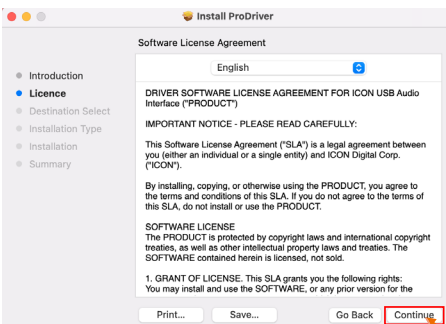 Install ProDriver
Software License Agreement
English
Introduction
Licence
Destination Select
Installation Type
Installation
Summary
DRIVER SOFTWARE LICENSE AGREEMENT FOR ICON USB Audio
Interface ("PRODUCT")
IMPORTANT NOTICE - PLEASE READ CAREFULLY:
This Software License Agreement ("SLA") is a legal agreement between
you (either an individual or a single entity) and ICON Digital Corp.
("ICON").
By installing, copying, or otherwise using the PRODUCT, you agree to
the terms and conditions of this SLA. If you do not agree to the terms of
this SLA, do not install or use the PRODUCT.
SOFTWARE LICENSE
The PRODUCT is protected by copyright laws and international copyright
treaties, as well as other intellectual property laws and treaties. The
SOFTWARE contained herein is licensed, not sold.
1. GRANT OF LICENSE. This SLA grants you the following rights:
You may install and use the SOFTWARE, or any prior version for the
Print...
Save...
Go Back
Continue